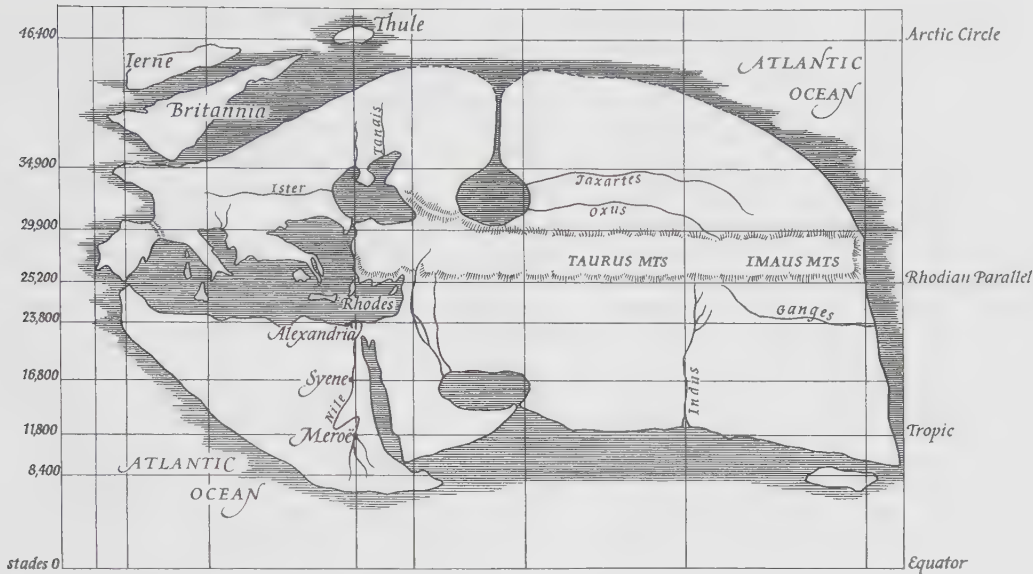 Thule
46,400
Arctic Circle
Ierne
ATLANTIC
OCEAN
Britannia
Tanais
34,900
Jaxartes
Ister
Oxus
29,900
TAURUS MTS
IMAUS MTS
25,200
Rhodian Parallel
Rhodes
Ganges
23,800
Alexandria
Syene
16,800
Nile
Indus
Meroë
11,800
Tropic
ATLANTIC
OCEAN
8,400
stades 0
Equator